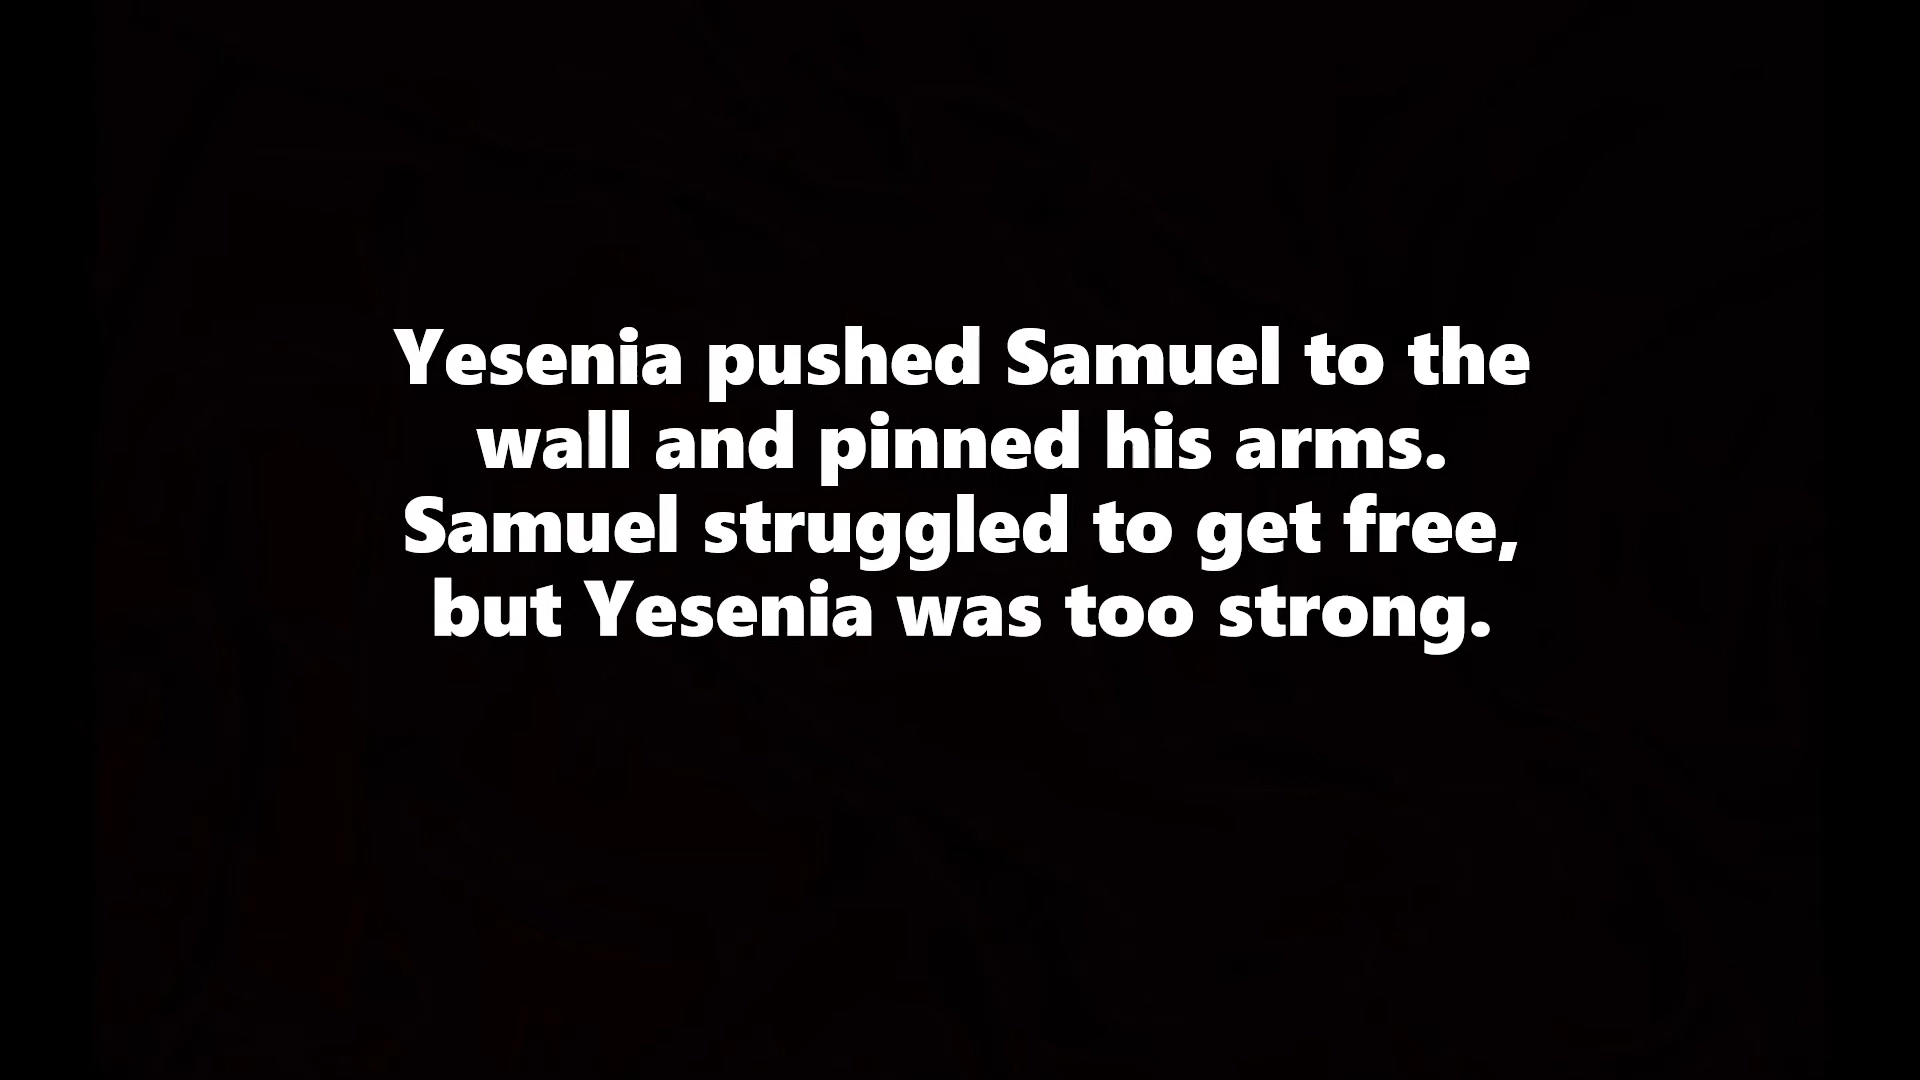 Yesenia pushed Samuel to the
wall and pinned his arms.
Samuel struggled to get free,
but Yesenia was too strong.